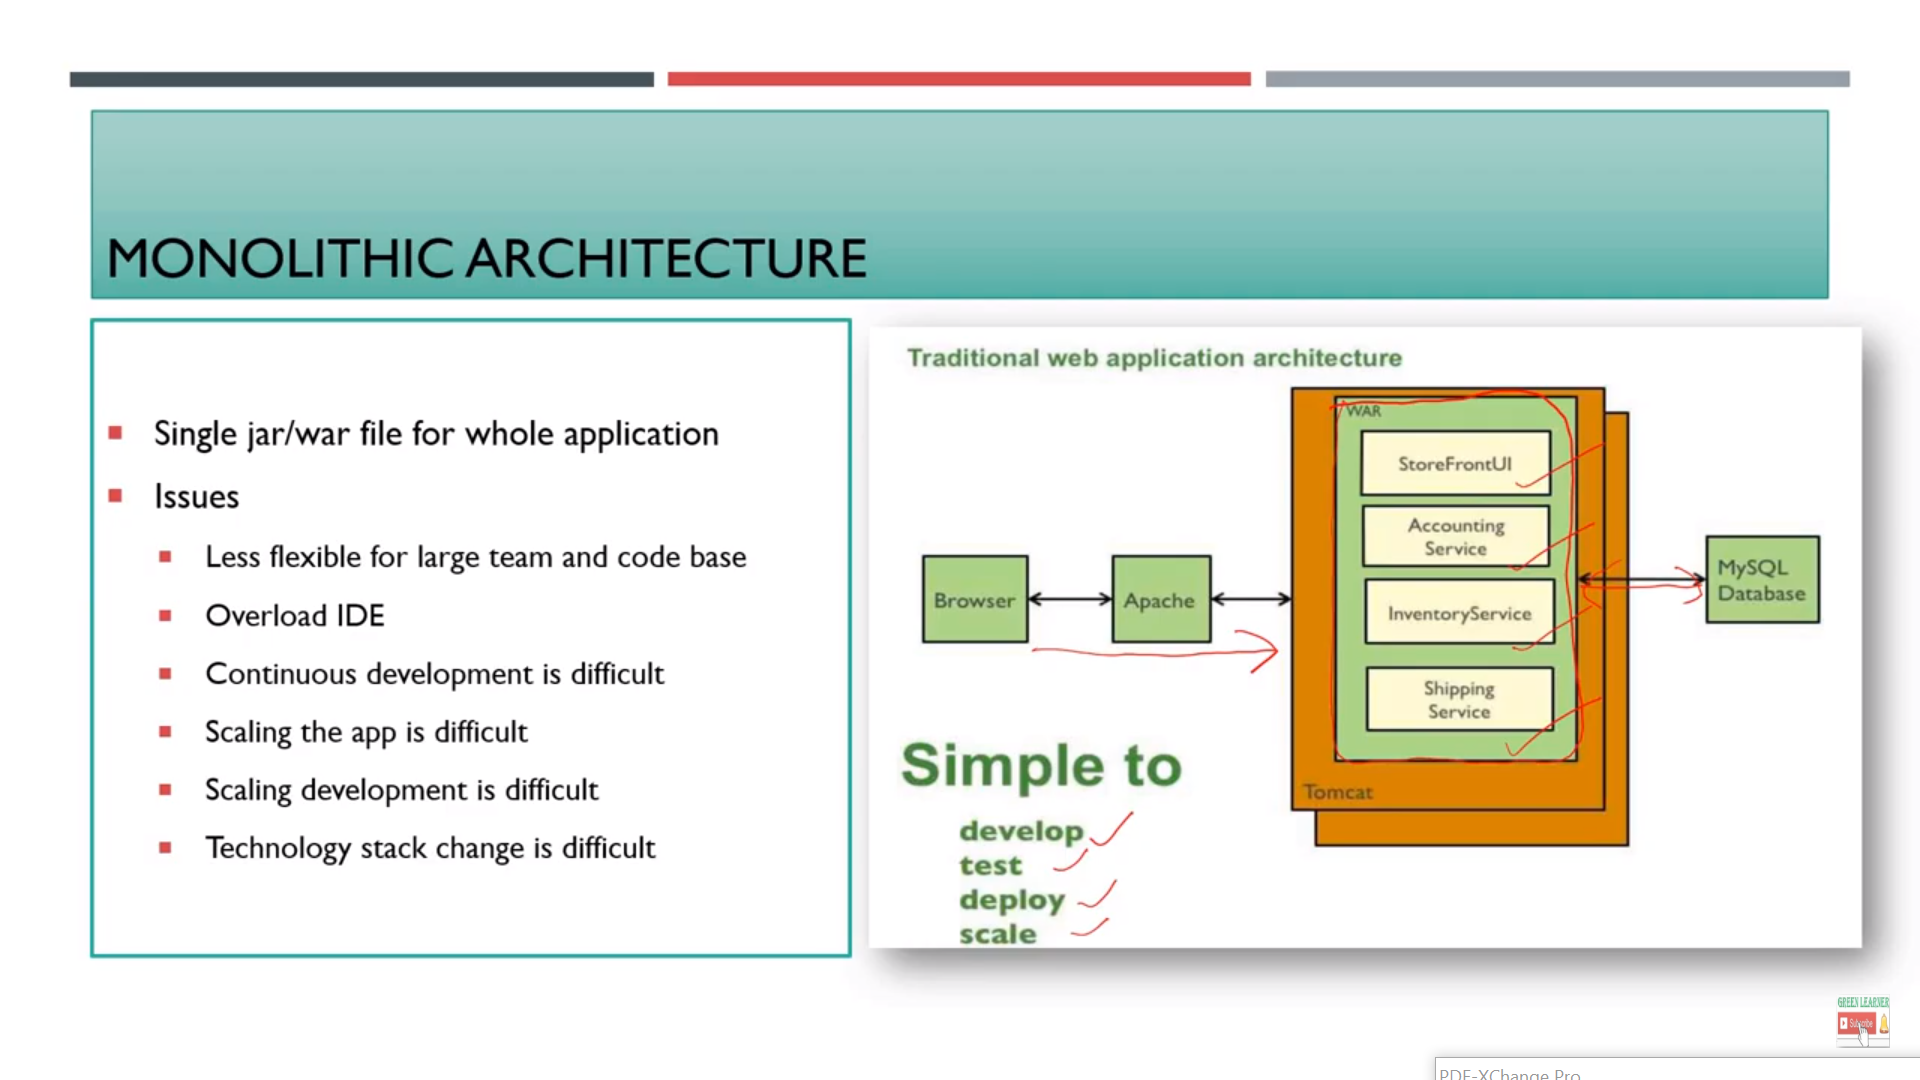 MONOLITHIC ARCHITECTURE
Single jar/war file for whole application
Issues
Less flexible for large team and code base
Overload IDE
Continuous development is difficult
Scaling the app is difficult
Scaling development is difficult
Technology stack change is difficult
Traditional web application architecture
WAR
StoreFrontUI
Accounting
Service
InventoryService
Shipping
Service
Tomcat
Browser
Apache
MySQL
Database
Simple to
develop
test
deploy
scale
GREEN LEARNER
Subscribe
PDF-XChange Pro